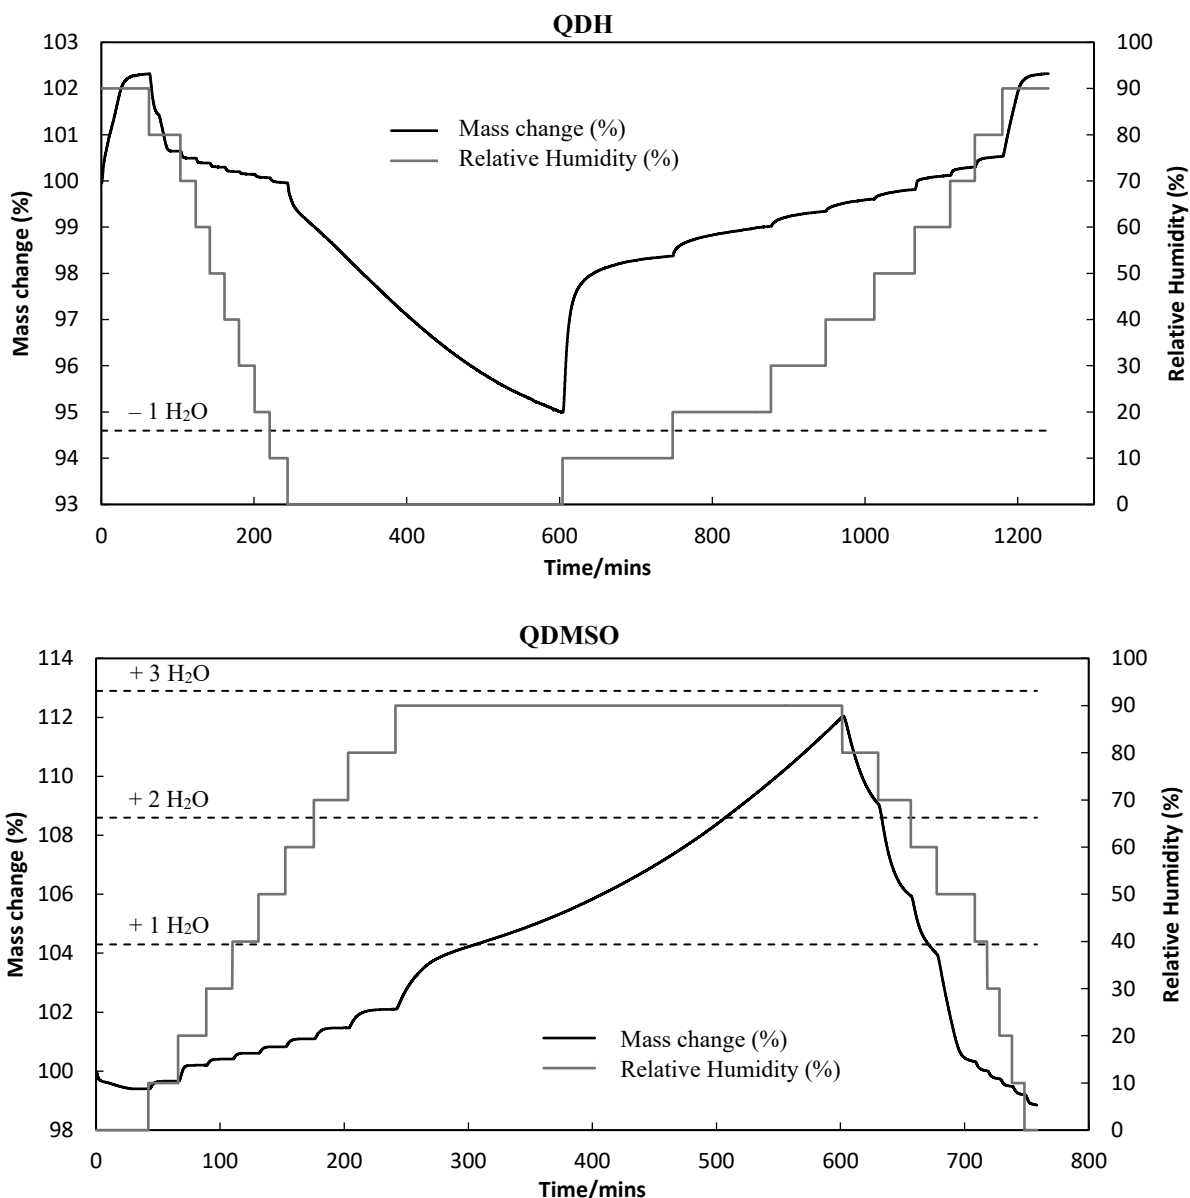 QDH
103
102
101
100
99
98
97
96
95
94
93
100
90
80
70
60
50
40
30
20
10
0
Mass change (%)
Relative Humidity (%)
Mass change (%)
Relative Humidity (%)
– 1 H₂O
0 200 400 600 800 1000 1200
Time/mins
QDMSO
114
112
110
108
106
104
102
100
98
100
90
80
70
60
50
40
30
20
10
0
Mass change (%)
Relative Humidity (%)
+ 3 H₂O
+ 2 H₂O
+ 1 H₂O
Mass change (%)
Relative Humidity (%)
0 100 200 300 400 500 600 700 800
Time/mins